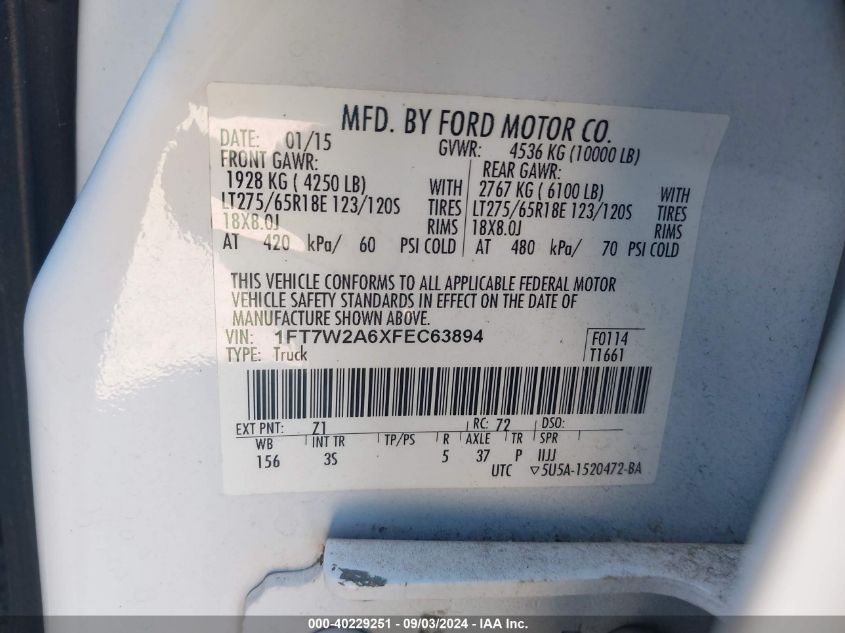 MFD. BY FORD MOTOR CO.
DATE: 01/15 GVWR: 4536 KG (10000 LB)
FRONT GAWR: REAR GAWR:
1928 KG ( 4250 LB) WITH 2767 KG ( 6100 LB) WITH
LT275/65R18E 123/120S TIRES LT275/65R18E 123/120S TIRES
18X8.0J RIMS 18X8.0J RIMS
AT 420 kPa/ 60 PSI COLD AT 480 kPa/ 70 PSI COLD
THIS VEHICLE CONFORMS TO ALL APPLICABLE FEDERAL MOTOR
VEHICLE SAFETY STANDARDS IN EFFECT ON THE DATE OF
MANUFACTURE SHOWN ABOVE.
VIN: 1FT7W2A6XFEC63894 F0114
TYPE: Truck T1661
EXT PNT: Z1 RC: 72 DSO:
WB INT TR TP/PS R AXLE TR SPR
156 3S 5 37 P IIJJ
UTC ▽5U5A-1520472-BA
000-40229251 - 09/03/2024 - IAAI Inc.